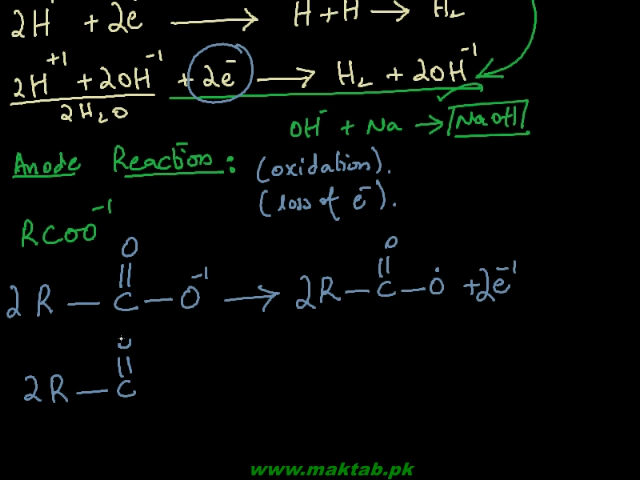 2H + 2e⁻ ⟶ H + H ⟶ H₂
2H⁺¹ + 2OH⁻¹ + 2e⁻ ⟶ H₂ + 2OH⁻¹
2H₂O
OH⁻ + Na → NaOH
Anode Reaction: (oxidation).
(loss of e⁻).
RCOO⁻¹
O O
2R — C — O⁻¹ ⟶ 2R — C — Ȯ + 2e⁻¹
2R — C
www.maktab.pk